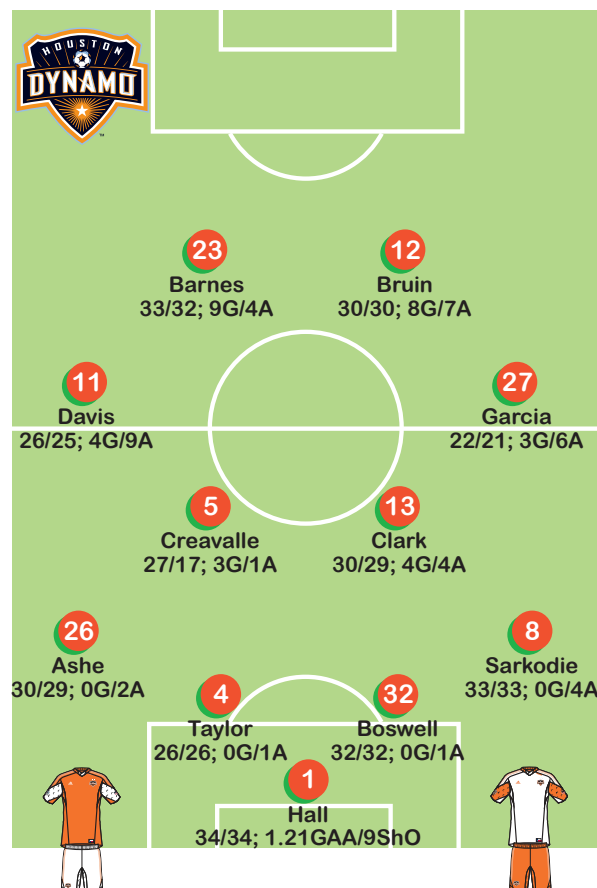 HOUSTON
DYNAMO
TM
23
Barnes
33/32; 9G/4A
12
Bruin
30/30; 8G/7A
11
Davis
26/25; 4G/9A
27
Garcia
22/21; 3G/6A
5
Creavalle
27/17; 3G/1A
13
Clark
30/29; 4G/4A
26
Ashe
30/29; 0G/2A
8
Sarkodie
33/33; 0G/4A
4
Taylor
26/26; 0G/1A
32
Boswell
32/32; 0G/1A
1
Hall
34/34; 1.21GAA/9ShO